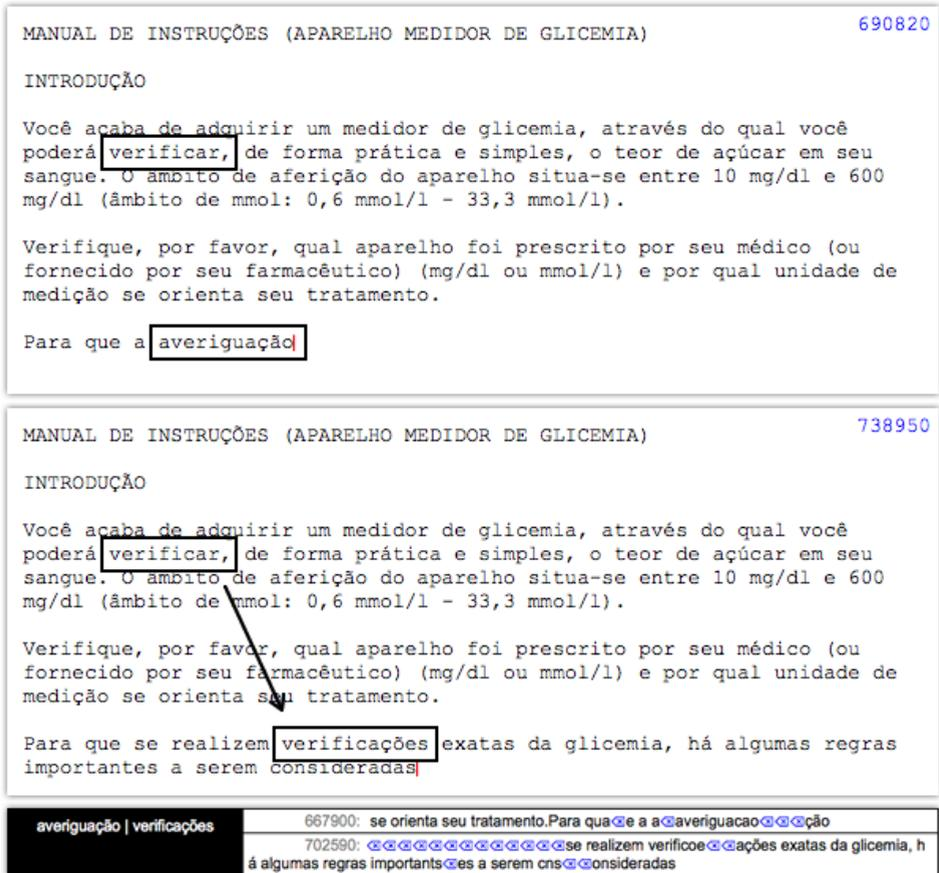 690820
MANUAL DE INSTRUÇÕES (APARELHO MEDIDOR DE GLICEMIA)
INTRODUÇÃO
Você acaba de adquirir um medidor de glicemia, através do qual você
poderá verificar, de forma prática e simples, o teor de açúcar em seu
sangue. O âmbito de aferição do aparelho situa-se entre 10 mg/dl e 600
mg/dl (âmbito de mmol: 0,6 mmol/l - 33,3 mmol/l).
Verifique, por favor, qual aparelho foi prescrito por seu médico (ou
fornecido por seu farmacêutico) (mg/dl ou mmol/l) e por qual unidade de
medição se orienta seu tratamento.
Para que a averiguação
738950
MANUAL DE INSTRUÇÕES (APARELHO MEDIDOR DE GLICEMIA)
INTRODUÇÃO
Você acaba de adquirir um medidor de glicemia, através do qual você
poderá verificar, de forma prática e simples, o teor de açúcar em seu
sangue. O âmbito de aferição do aparelho situa-se entre 10 mg/dl e 600
mg/dl (âmbito de mmol: 0,6 mmol/l - 33,3 mmol/l).
Verifique, por favor, qual aparelho foi prescrito por seu médico (ou
fornecido por seu farmacêutico) (mg/dl ou mmol/l) e por qual unidade de
medição se orienta seu tratamento.
Para que se realizem verificações exatas da glicemia, há algumas regras
importantes a serem consideradas
averiguação | verificações
667900: se orienta seu tratamento.Para qua⌫e a a⌫averiguacao⌫⌫⌫ção
702590: ⌫⌫⌫⌫⌫⌫⌫⌫⌫⌫⌫⌫⌫se realizem verificoe⌫⌫ações exatas da glicemia, h
á algumas regras importants⌫es a serem cns⌫⌫onsideradas